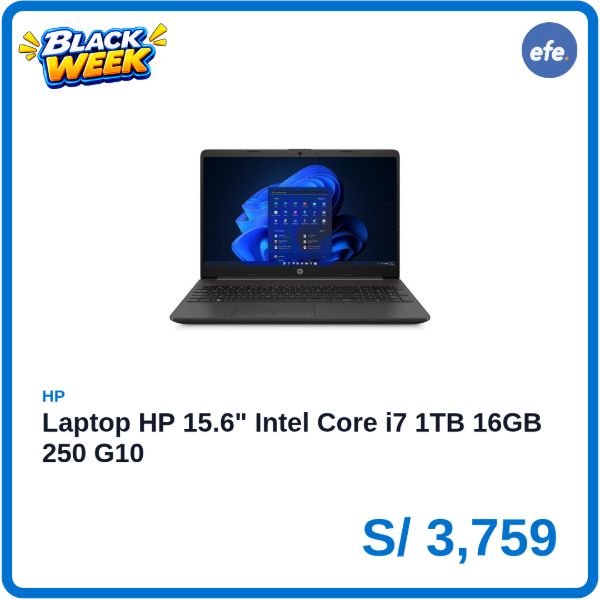 BLACK
WEEK
efe.
HP
Laptop HP 15.6" Intel Core i7 1TB 16GB
250 G10
S/ 3,759